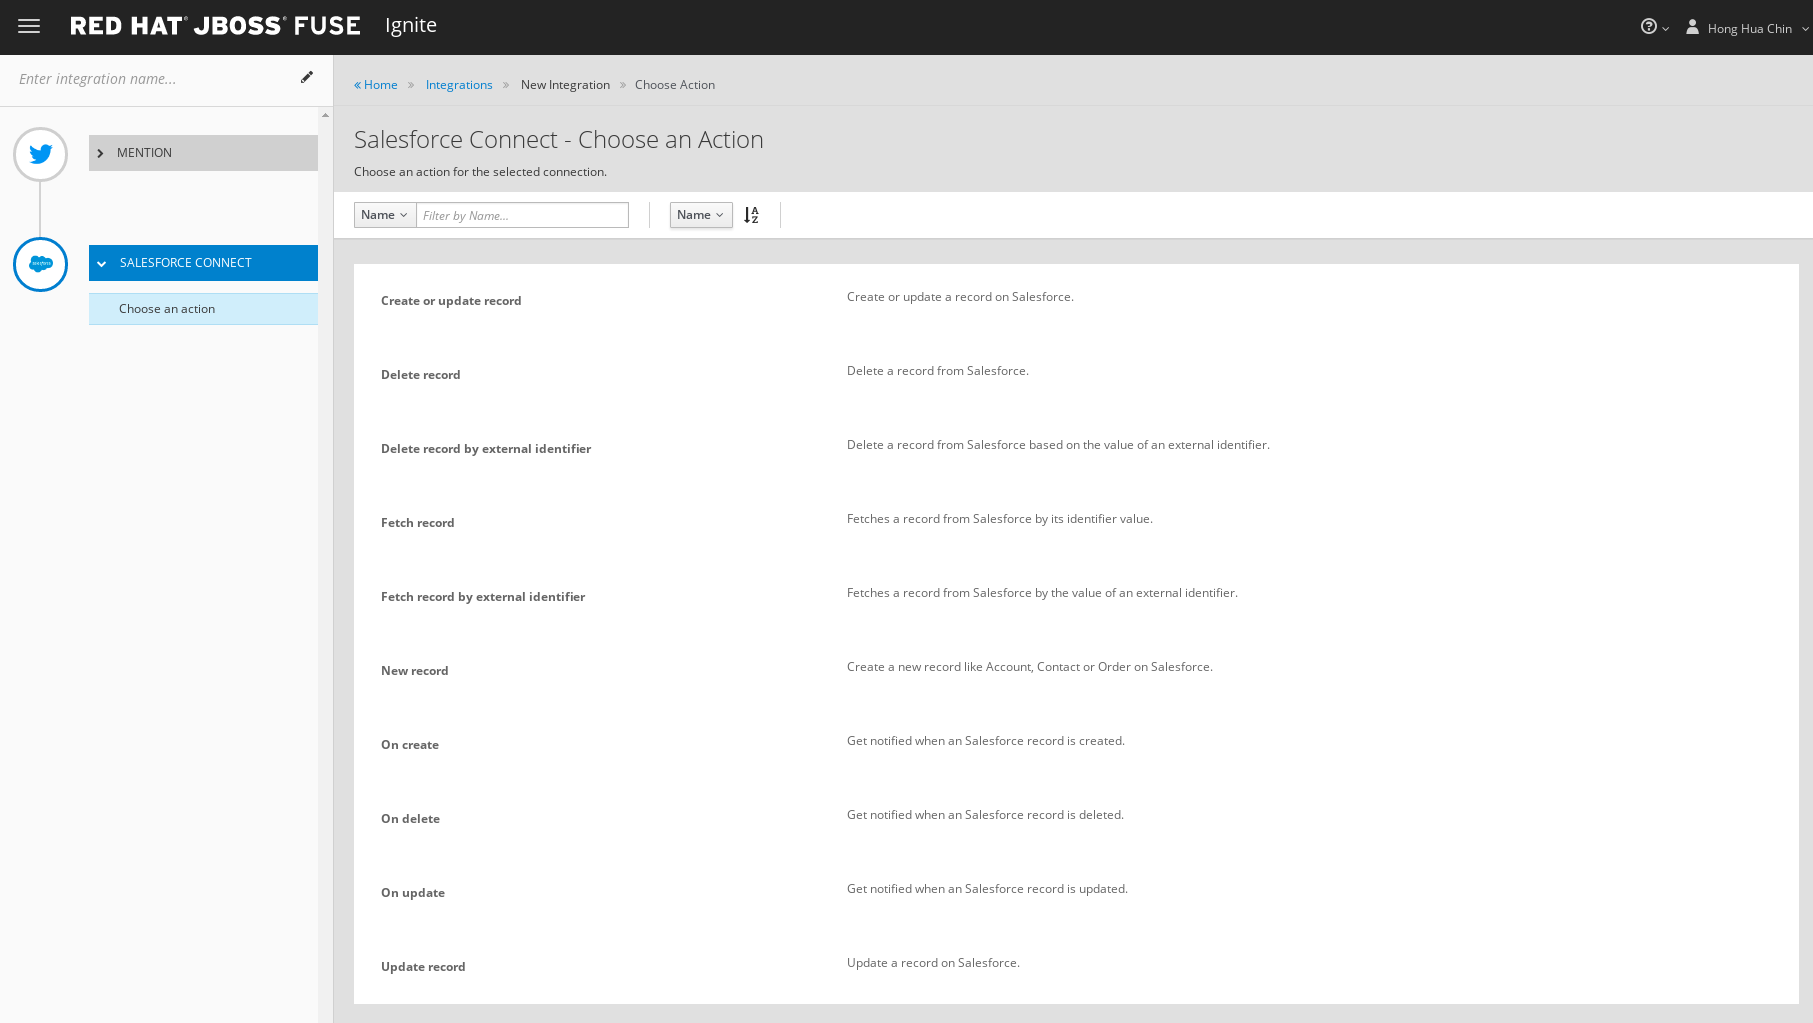 RED HAT® JBOSS® FUSE Ignite
Hong Hua Chin
Enter integration name...
« Home » Integrations » New Integration » Choose Action
MENTION
SALESFORCE CONNECT
Choose an action
Salesforce Connect - Choose an Action
Choose an action for the selected connection.
Name Filter by Name... Name
Create or update record Create or update a record on Salesforce.
Delete record Delete a record from Salesforce.
Delete record by external identifier Delete a record from Salesforce based on the value of an external identifier.
Fetch record Fetches a record from Salesforce by its identifier value.
Fetch record by external identifier Fetches a record from Salesforce by the value of an external identifier.
New record Create a new record like Account, Contact or Order on Salesforce.
On create Get notified when an Salesforce record is created.
On delete Get notified when an Salesforce record is deleted.
On update Get notified when an Salesforce record is updated.
Update record Update a record on Salesforce.